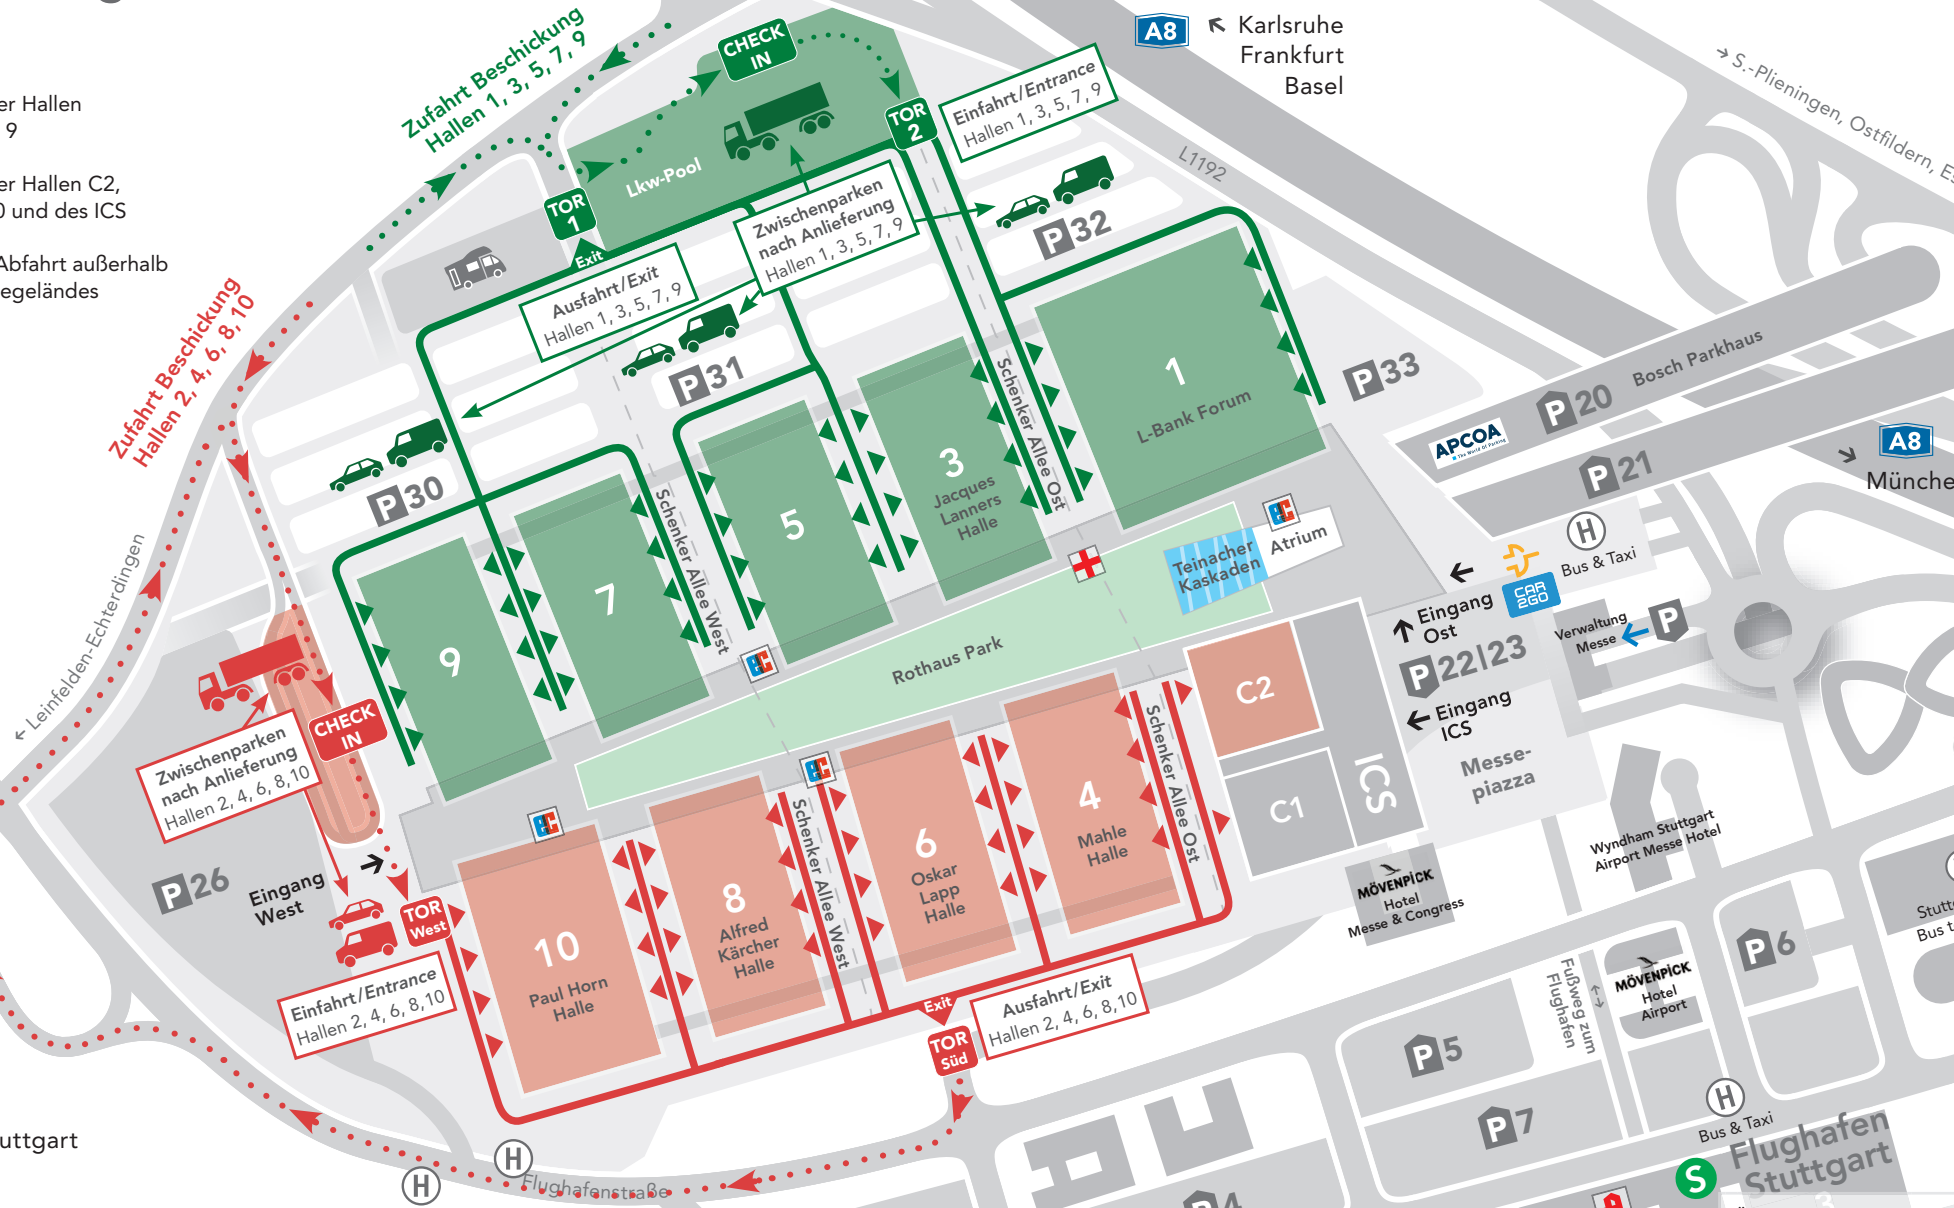 er Hallen
9
er Hallen C2,
0 und des ICS
Abfahrt außerhalb
egeländes
Zufahrt Beschickung
Hallen 1, 3, 5, 7, 9
CHECK
IN
TOR
2
Einfahrt/Entrance
Hallen 1, 3, 5, 7, 9
A8
Karlsruhe
Frankfurt
Basel
S.-Plieningen, Ostfildern, Es
L1192
Lkw-Pool
TOR
1
Exit
Zwischenparken
nach Anlieferung
Hallen 1, 3, 5, 7, 9
P32
Ausfahrt/Exit
Hallen 1, 3, 5, 7, 9
P31
P30
P33
Zufahrt Beschickung
Hallen 2, 4, 6, 8, 10
1
L-Bank Forum
3
Jacques
Lanners
Halle
5
7
9
Schenker Allee Ost
Schenker Allee West
P20
Bosch Parkhaus
APCOA
P21
A8
Münche
H
Bus & Taxi
CAR
2GO
Eingang
Ost
Verwaltung
Messe
P
P22/23
Eingang
ICS
Messe-
piazza
EC
Atrium
Teinacher
Kaskaden
Rothaus Park
EC
EC
EC
← Leinfelden-Echterdingen
CHECK
IN
Zwischenparken
nach Anlieferung
Hallen 2, 4, 6, 8, 10
P26
Eingang
West
TOR
West
Einfahrt/Entrance
Hallen 2, 4, 6, 8, 10
10
Paul Horn
Halle
8
Alfred
Kärcher
Halle
Schenker Allee West
6
Oskar
Lapp
Halle
4
Mahle
Halle
Schenker Allee Ost
C2
C1
ICS
Wyndham Stuttgart
Airport Messe Hotel
MÖVENPICK
Hotel
Messe & Congress
Exit
TOR
Süd
Ausfahrt/Exit
Hallen 2, 4, 6, 8, 10
MÖVENPICK
Hotel
Airport
Fußweg zum
Flughafen
P6
Stutt
Bus t
P5
P7
H
Bus & Taxi
Flughafen
Stuttgart
S
3
P4
uttgart
H
H
Flughafenstraße